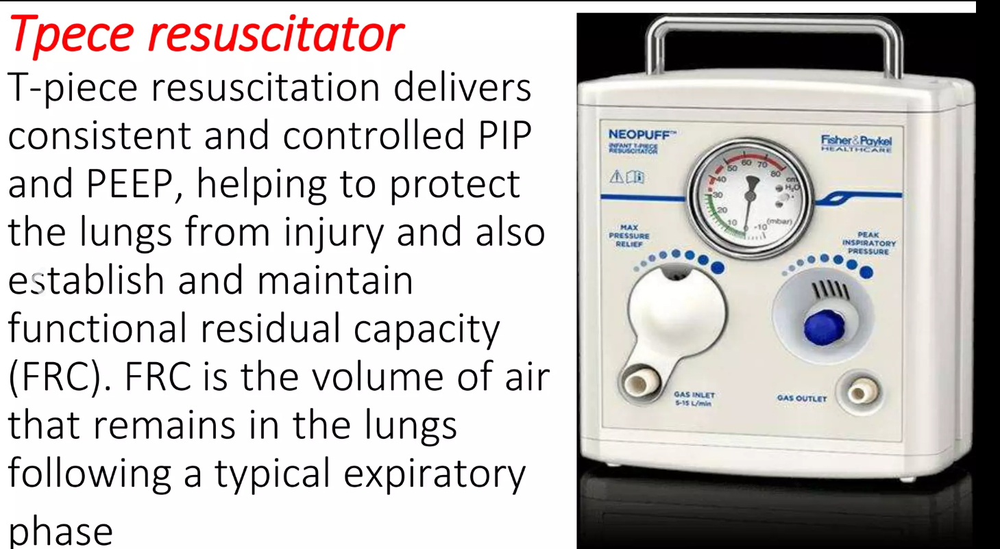 Tpece resuscitator
T-piece resuscitation delivers
consistent and controlled PIP
and PEEP, helping to protect
the lungs from injury and also
establish and maintain
functional residual capacity
(FRC). FRC is the volume of air
that remains in the lungs
following a typical expiratory
phase
NEOPUFF™
INFANT T-PIECE
RESUSCITATOR
Fisher & Paykel
HEALTHCARE
50 60 70
40 80 cm
H₂O
30
20
10 0 -10 (mbar)
MAX
PRESSURE
RELIEF
PEAK
INSPIRATORY
PRESSURE
GAS INLET
5-15 L/min
GAS OUTLET